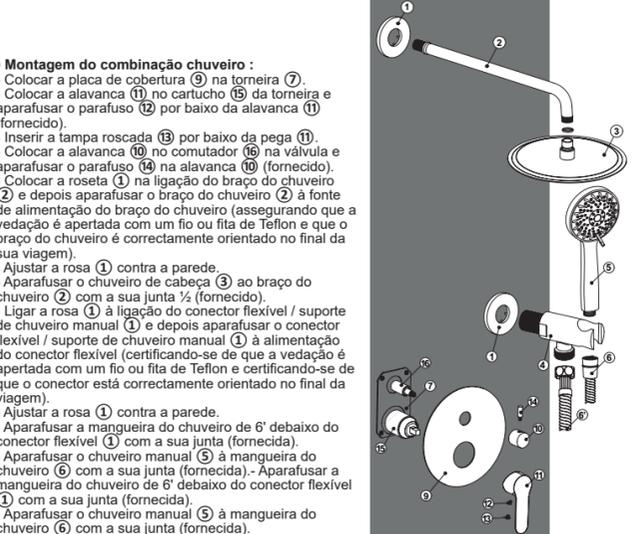 Montagem do combinação chuveiro :
Colocar a placa de cobertura ⑨ na torneira ⑦.
Colocar a alavanca ⑪ no cartucho ⑮ da torneira e
aparafusar o parafuso ⑫ por baixo da alavanca ⑪
(fornecido).
Inserir a tampa roscada ⑬ por baixo da pega ⑪.
Colocar a alavanca ⑩ no comutador ⑯ na válvula e
aparafusar o parafuso ⑭ na alavanca ⑩ (fornecido).
Colocar a roseta ① na ligação do braço do chuveiro
② e depois aparafusar o braço do chuveiro ② à fonte
de alimentação do braço do chuveiro (assegurando que a
vedação é apertada com um fio ou fita de Teflon e que o
braço do chuveiro é correctamente orientado no final da
sua viagem).
Ajustar a rosa ① contra a parede.
Aparafusar o chuveiro de cabeça ③ ao braço do
chuveiro ② com a sua junta ½ (fornecido).
Ligar a rosa ① à ligação do conector flexível / suporte
de chuveiro manual ① e depois aparafusar o conector
flexível / suporte de chuveiro manual ① à alimentação
do conector flexível (certificando-se de que a vedação é
apertada com um fio ou fita de Teflon e certificando-se de
que o conector está correctamente orientado no final da
viagem).
Ajustar a rosa ① contra a parede.
Aparafusar a mangueira do chuveiro de 6' debaixo do
conector flexível ① com a sua junta (fornecida).
Aparafusar o chuveiro manual ⑤ à mangueira do
chuveiro ⑥ com a sua junta (fornecida).- Aparafusar a
mangueira do chuveiro de 6' debaixo do conector flexível
① com a sua junta (fornecida).
Aparafusar o chuveiro manual ⑤ à mangueira do
chuveiro ⑥ com a sua junta (fornecida).
①
②
③
⑤
①
④
⑥
6'
⑯
⑦
⑭
⑩
⑮
⑨
⑪
⑫
⑬